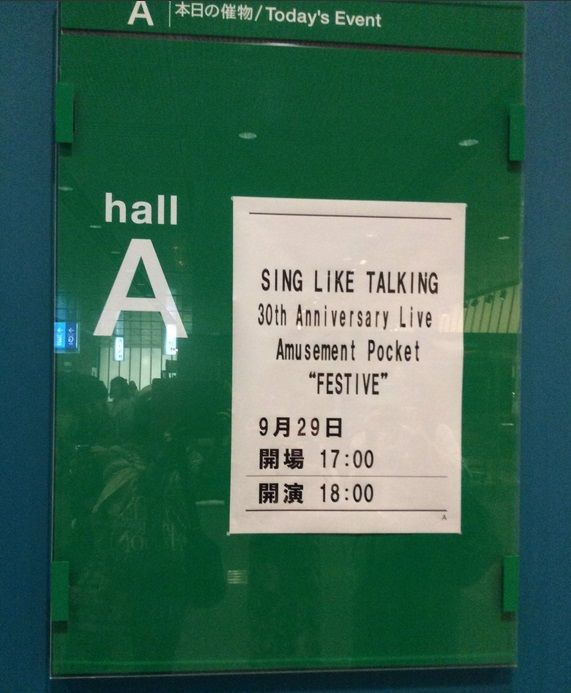 A 本日の催物/Today's Event
hall
A
SING LIKE TALKING
30th Anniversary Live
Amusement Pocket
“FESTIVE”
9月29日
開場 17:00
開演 18:00
A